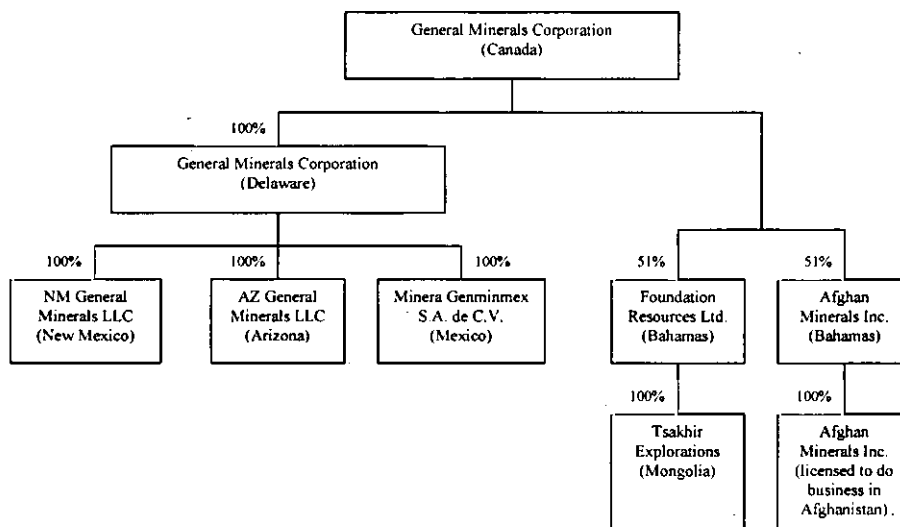 General Minerals Corporation
(Canada)
100%
General Minerals Corporation
(Delaware)
100%
100%
100%
51%
51%
NM General
Minerals LLC
(New Mexico)
AZ General
Minerals LLC
(Arizona)
Minera Genminmex
S.A. de C.V.
(Mexico)
Foundation
Resources Ltd.
(Bahamas)
Afghan
Minerals Inc.
(Bahamas)
100%
100%
Tsakhir
Explorations
(Mongolia)
Afghan
Minerals Inc.
(licensed to do
business in
Afghanistan)